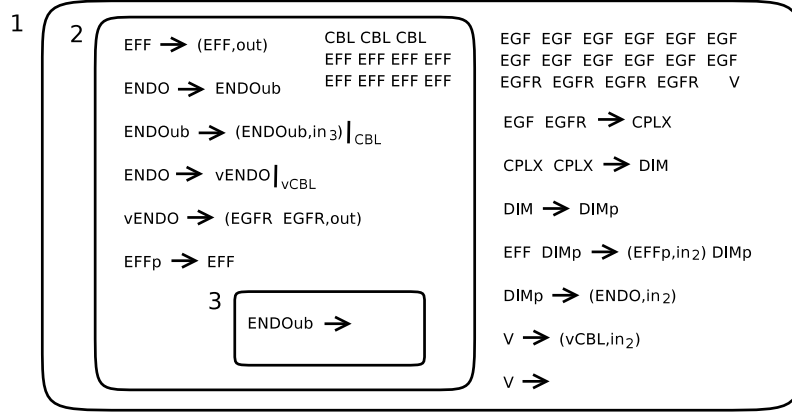 1
2
EFF → (EFF,out)
ENDO → ENDOub
ENDOub → (ENDOub,in3)|CBL
ENDO → vENDO|vCBL
vENDO → (EGFR EGFR,out)
EFFp → EFF
CBL CBL CBL
EFF EFF EFF EFF
EFF EFF EFF EFF
3
ENDOub →
EGF EGF EGF EGF EGF EGF
EGF EGF EGF EGF EGF EGF
EGFR EGFR EGFR EGFR V
EGF EGFR → CPLX
CPLX CPLX → DIM
DIM → DIMp
EFF DIMp → (EFFp,in2) DIMp
DIMp → (ENDO,in2)
V → (vCBL,in2)
V →